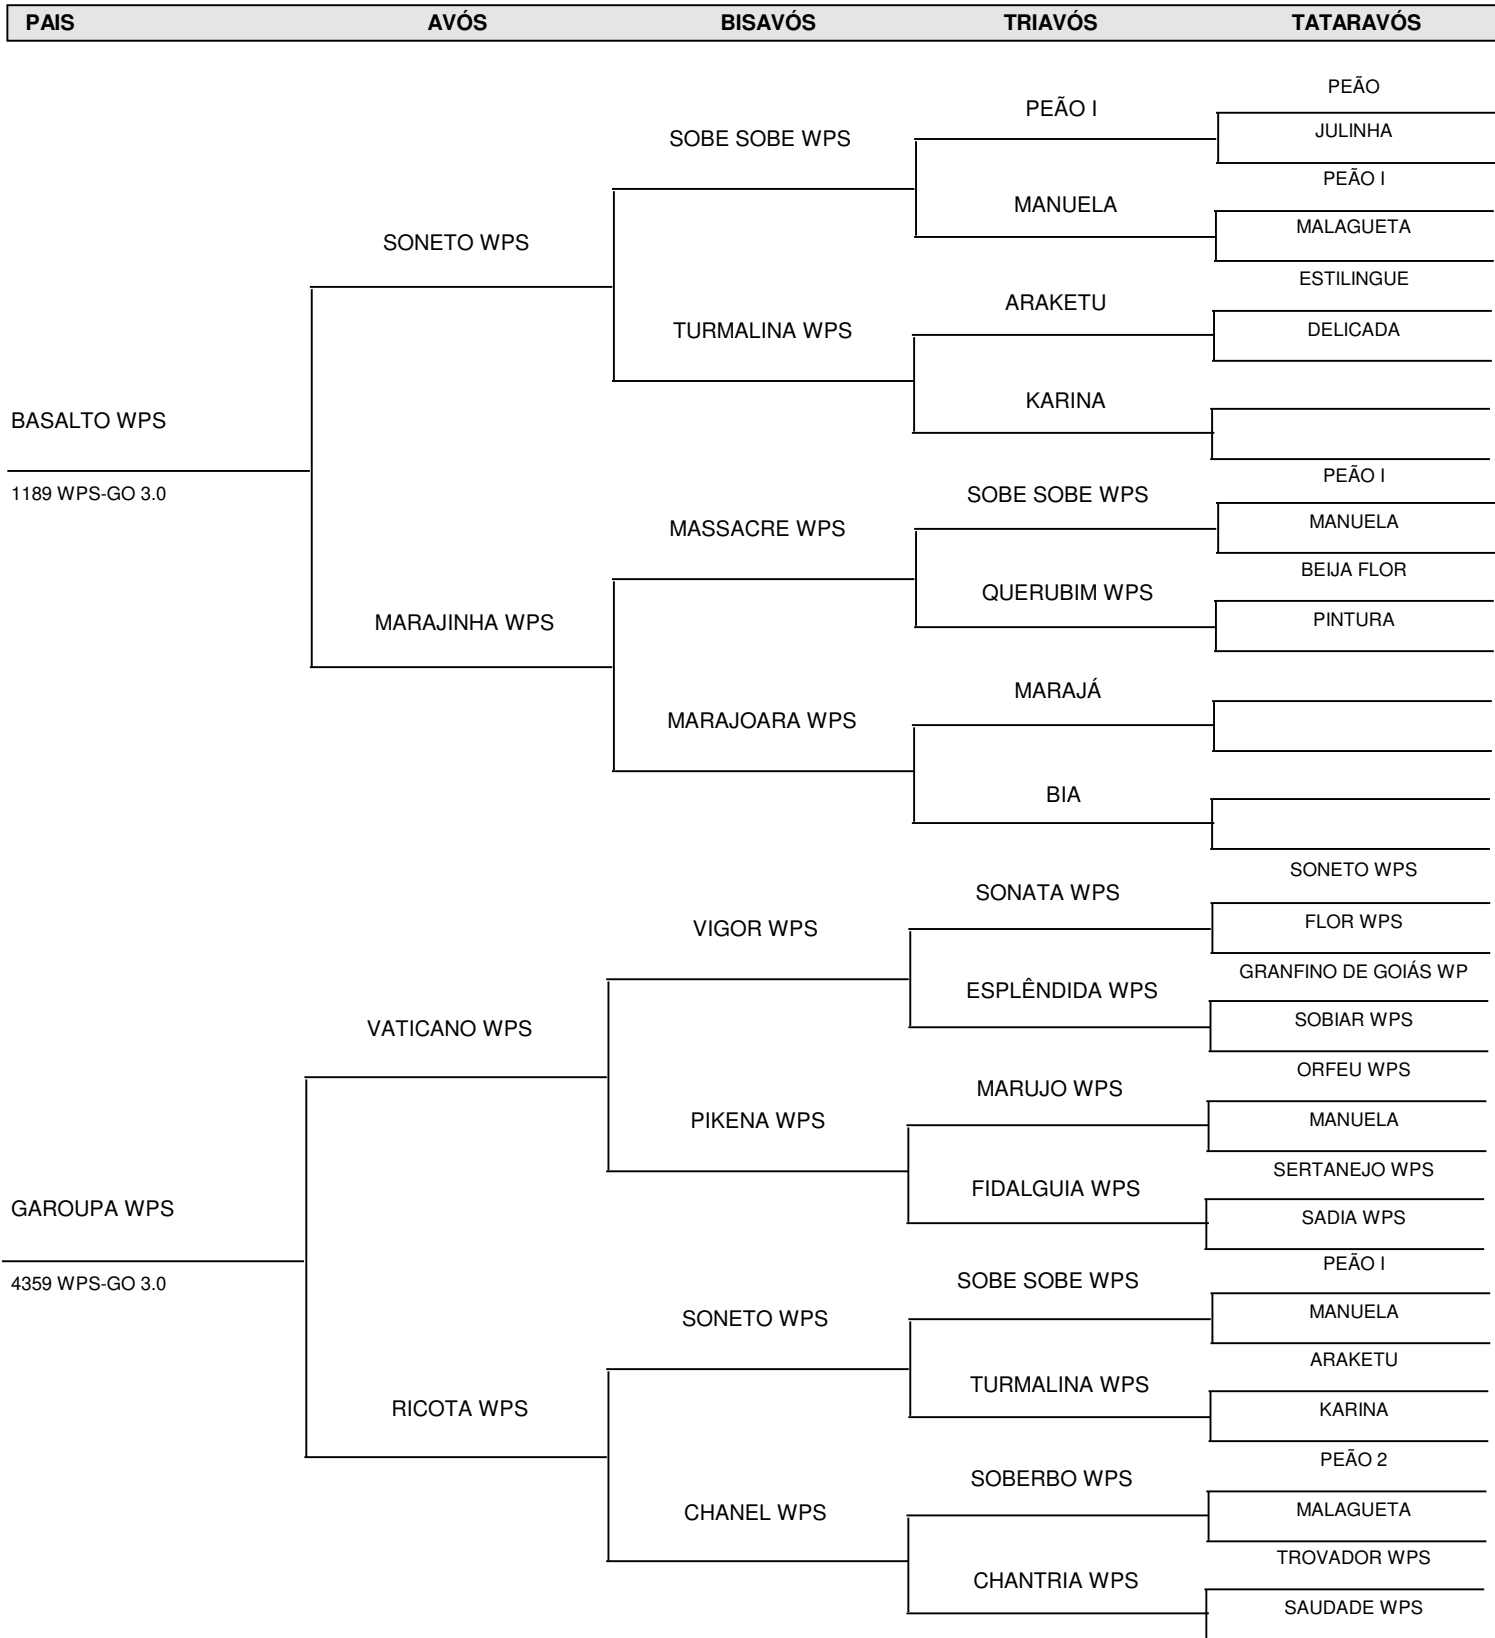 PAIS AVÓS BISAVÓS TRIAVÓS TATARAVÓS
PEÃO
PEÃO I
JULINHA
SOBE SOBE WPS
PEÃO I
MANUELA
MALAGUETA
SONETO WPS
ESTILINGUE
ARAKETU
TURMALINA WPS
DELICADA
KARINA
BASALTO WPS
PEÃO I
1189 WPS-GO 3.0
SOBE SOBE WPS
MANUELA
MASSACRE WPS
BEIJA FLOR
QUERUBIM WPS
PINTURA
MARAJINHA WPS
MARAJÁ
MARAJOARA WPS
BIA
SONETO WPS
SONATA WPS
FLOR WPS
VIGOR WPS
GRANFINO DE GOIÁS WP
ESPLÊNDIDA WPS
SOBIAR WPS
VATICANO WPS
ORFEU WPS
MARUJO WPS
MANUELA
PIKENA WPS
SERTANEJO WPS
FIDALGUIA WPS
GAROUPA WPS
SADIA WPS
PEÃO I
SOBE SOBE WPS
4359 WPS-GO 3.0
MANUELA
SONETO WPS
ARAKETU
TURMALINA WPS
RICOTA WPS
KARINA
PEÃO 2
SOBERBO WPS
MALAGUETA
CHANEL WPS
TROVADOR WPS
CHANTRIA WPS
SAUDADE WPS